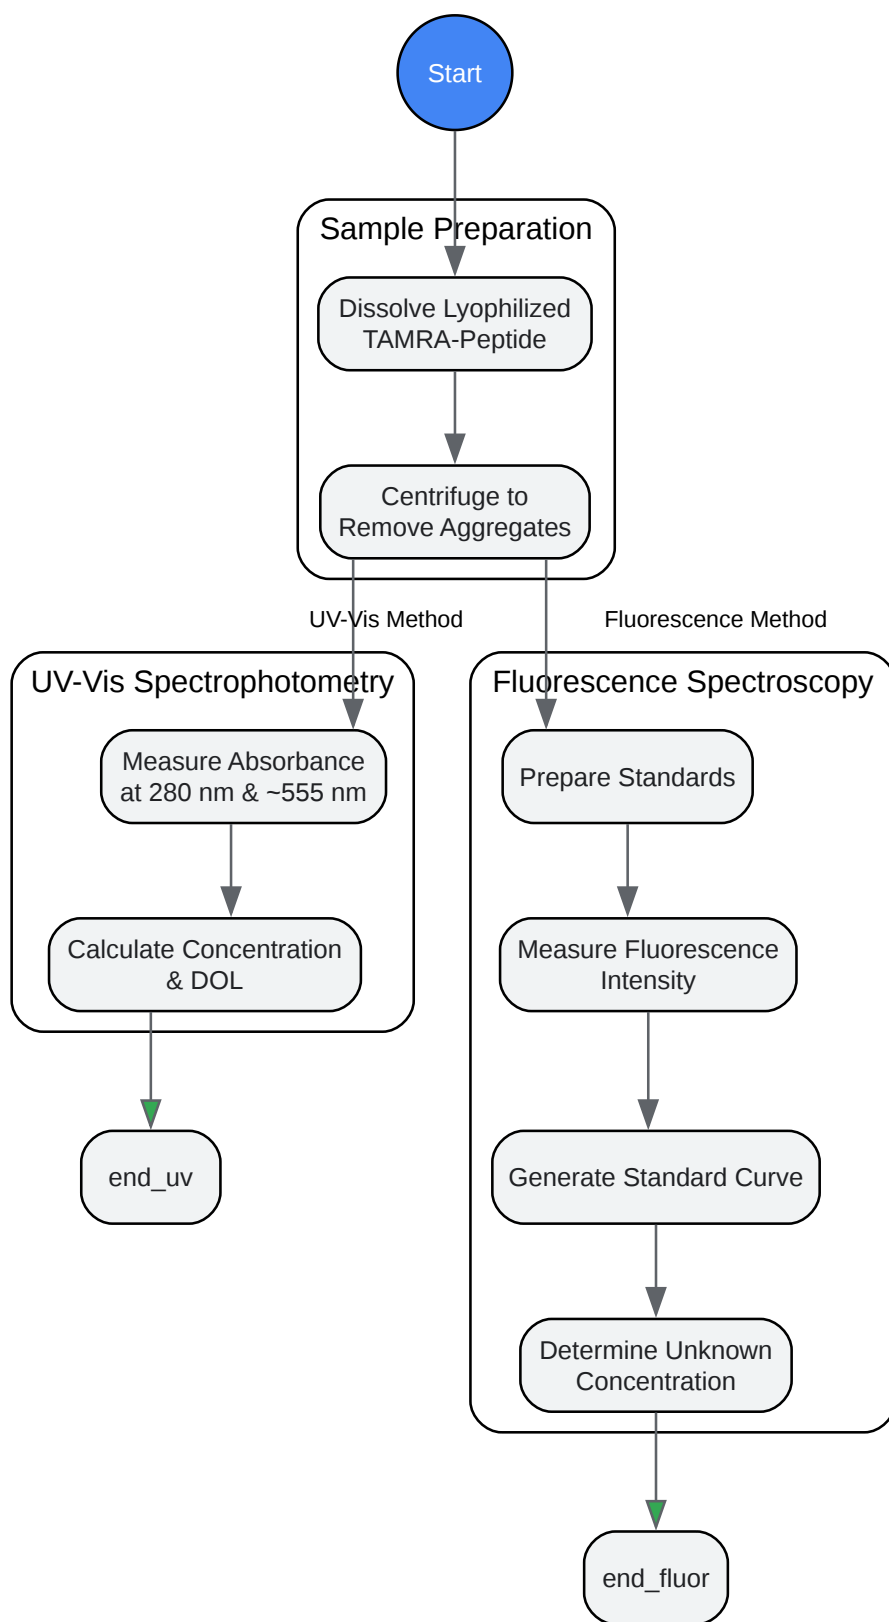 Start
Sample Preparation
Dissolve Lyophilized
TAMRA-Peptide
Centrifuge to
Remove Aggregates
UV-Vis Method
Fluorescence Method
UV-Vis Spectrophotometry
Measure Absorbance
at 280 nm & ~555 nm
Calculate Concentration
& DOL
end_uv
Fluorescence Spectroscopy
Prepare Standards
Measure Fluorescence
Intensity
Generate Standard Curve
Determine Unknown
Concentration
end_fluor